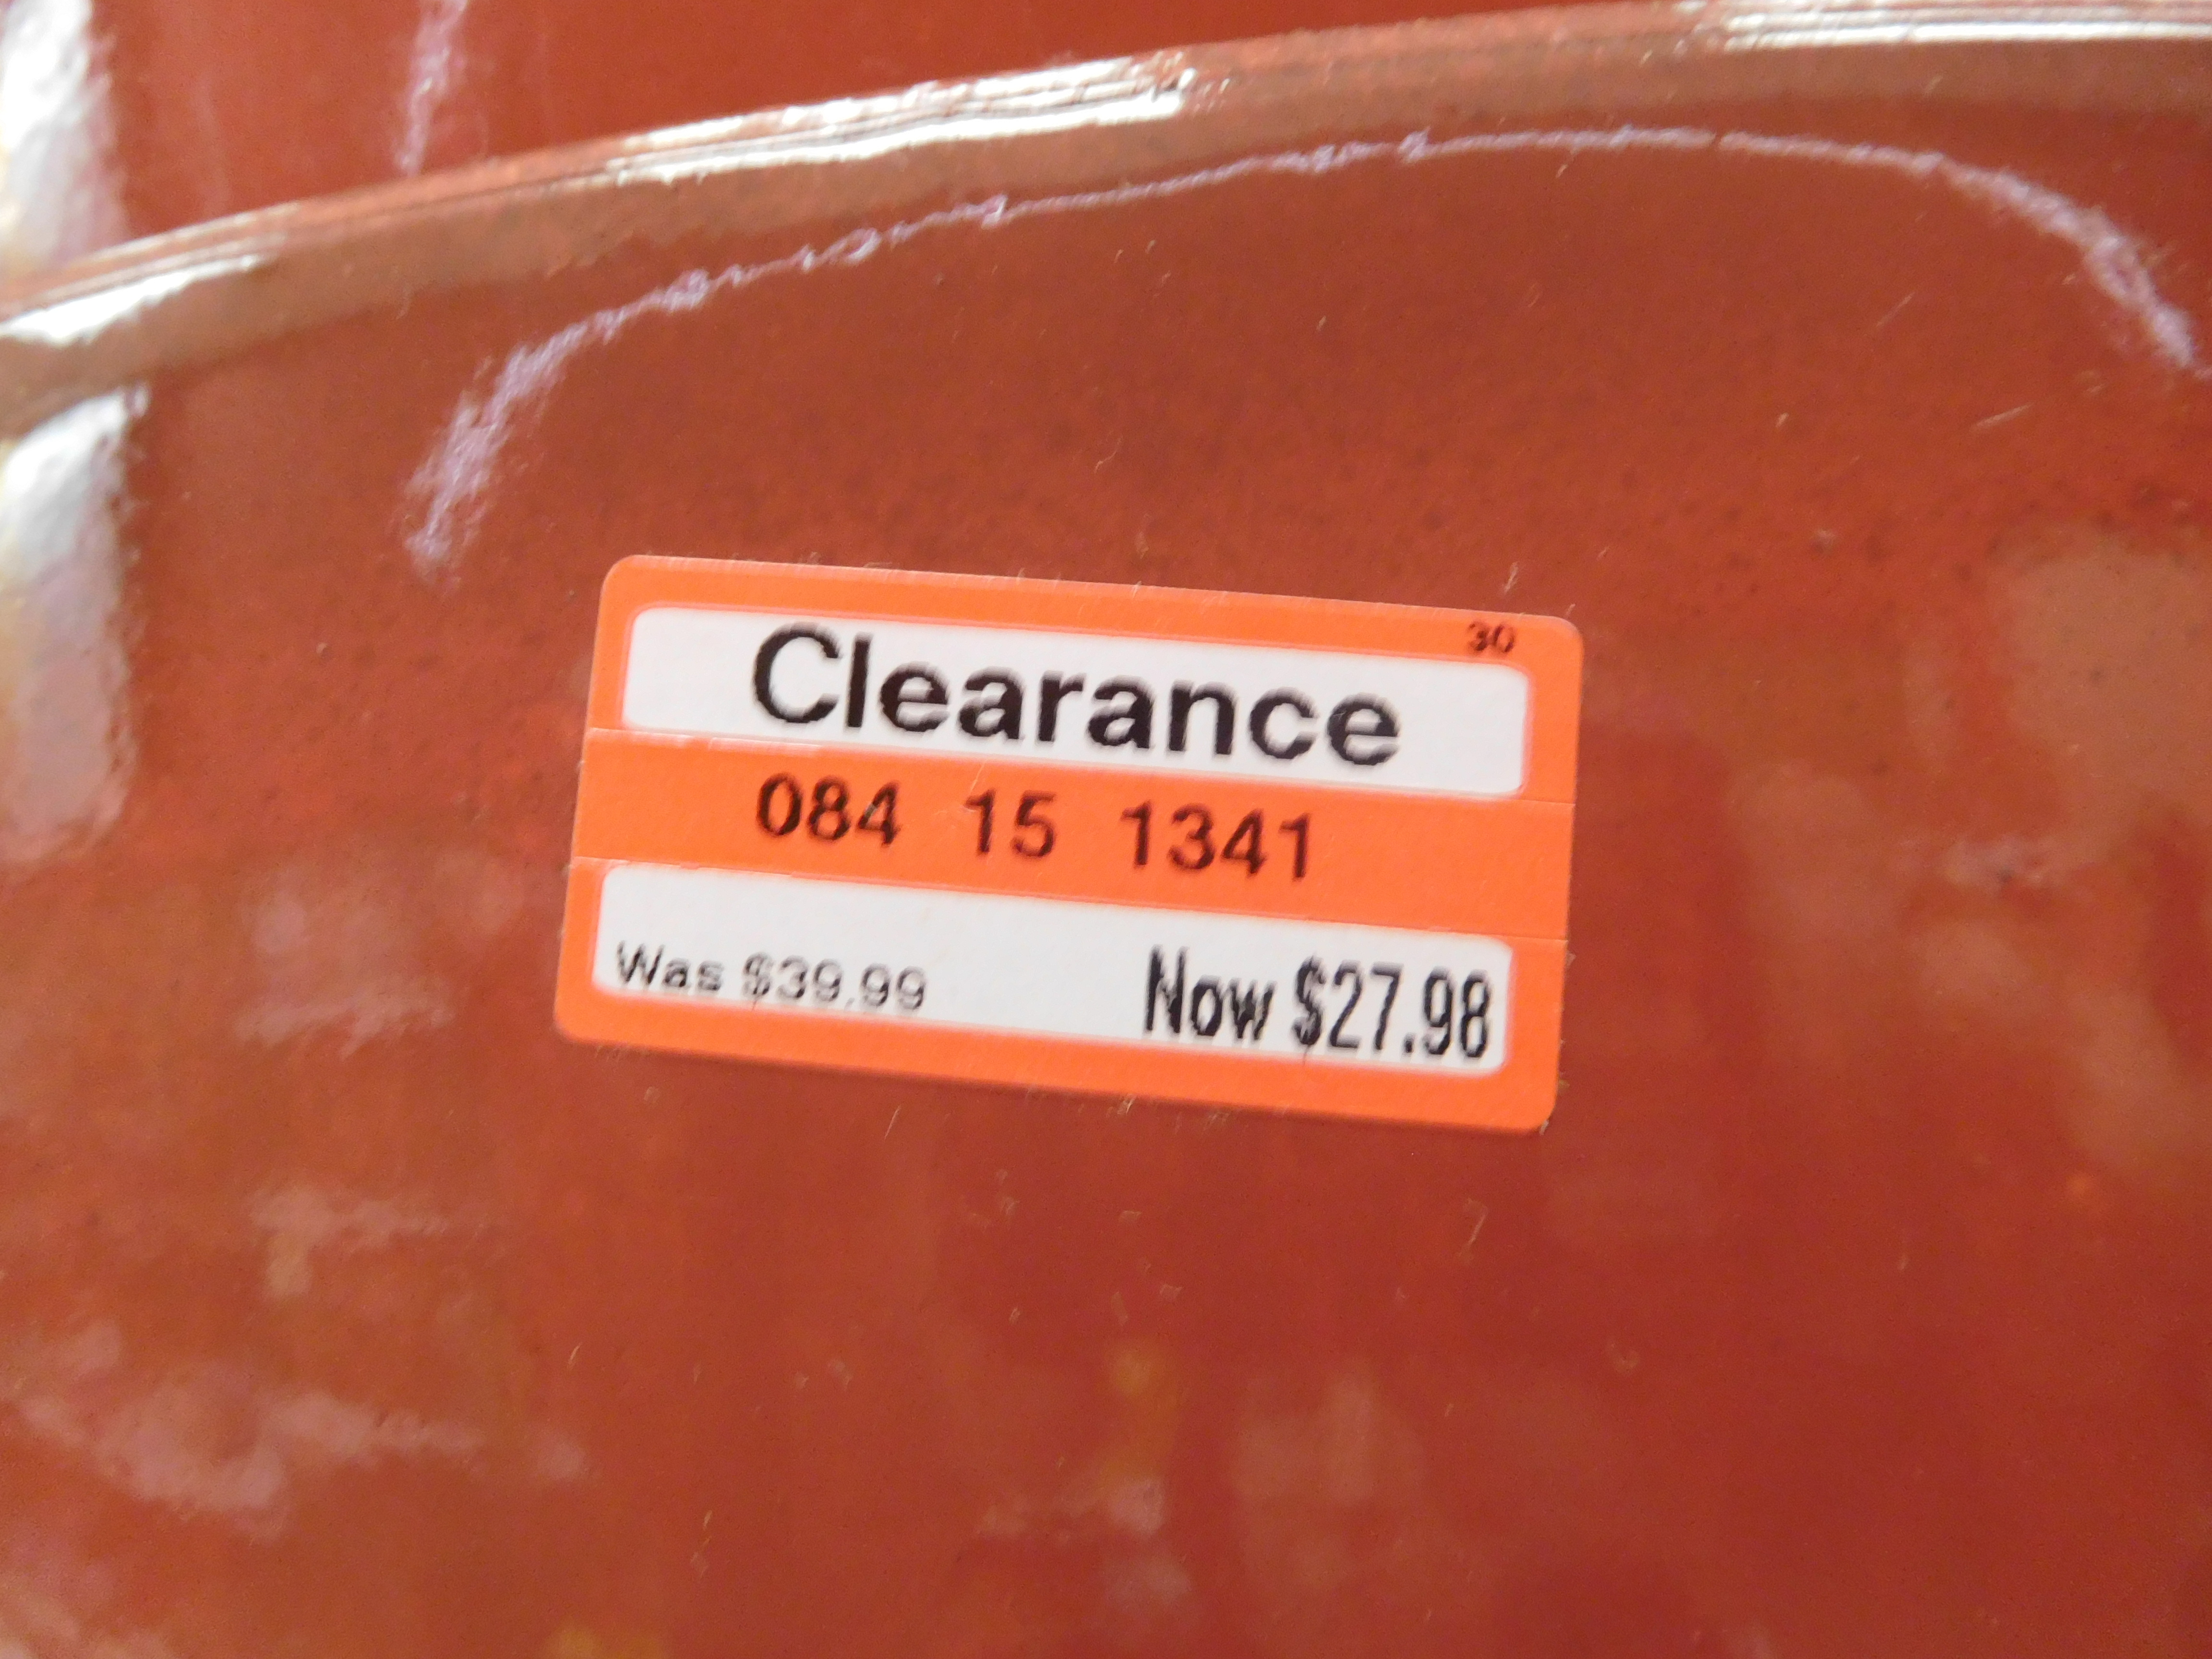 30
Clearance
084 15 1341
Was $39.99 Now $27.98